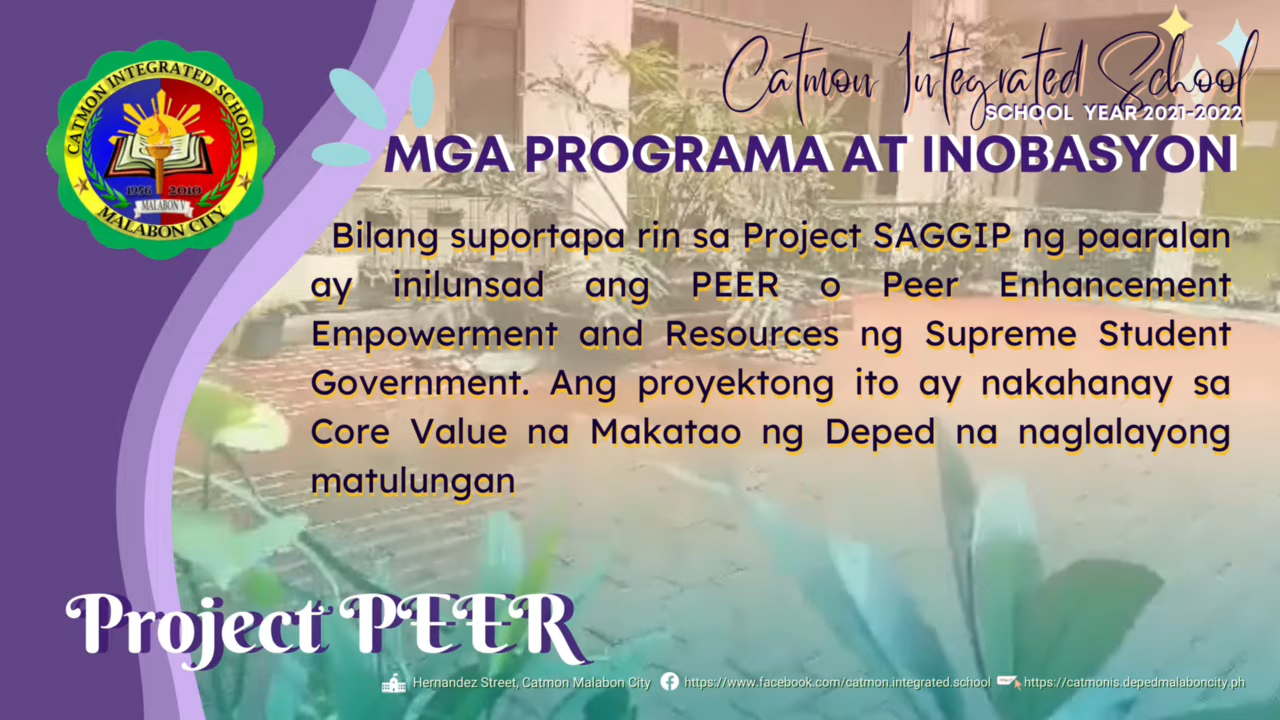 CATMON INTEGRATED SCHOOL
1956 2010
MALABON V
MALABON CITY
Catmon Integrated School
SCHOOL YEAR 2021-2022
MGA PROGRAMA AT INOBASYON
Bilang suportapa rin sa Project SAGGIP ng paaralan
ay inilunsad ang PEER o Peer Enhancement
Empowerment and Resources ng Supreme Student
Government. Ang proyektong ito ay nakahanay sa
Core Value na Makatao ng Deped na naglalayong
matulungan
Project PEER
Hernandez Street, Catmon Malabon City https://www.facebook.com/catmon.integrated.school https://catmonis.depedmalaboncity.ph